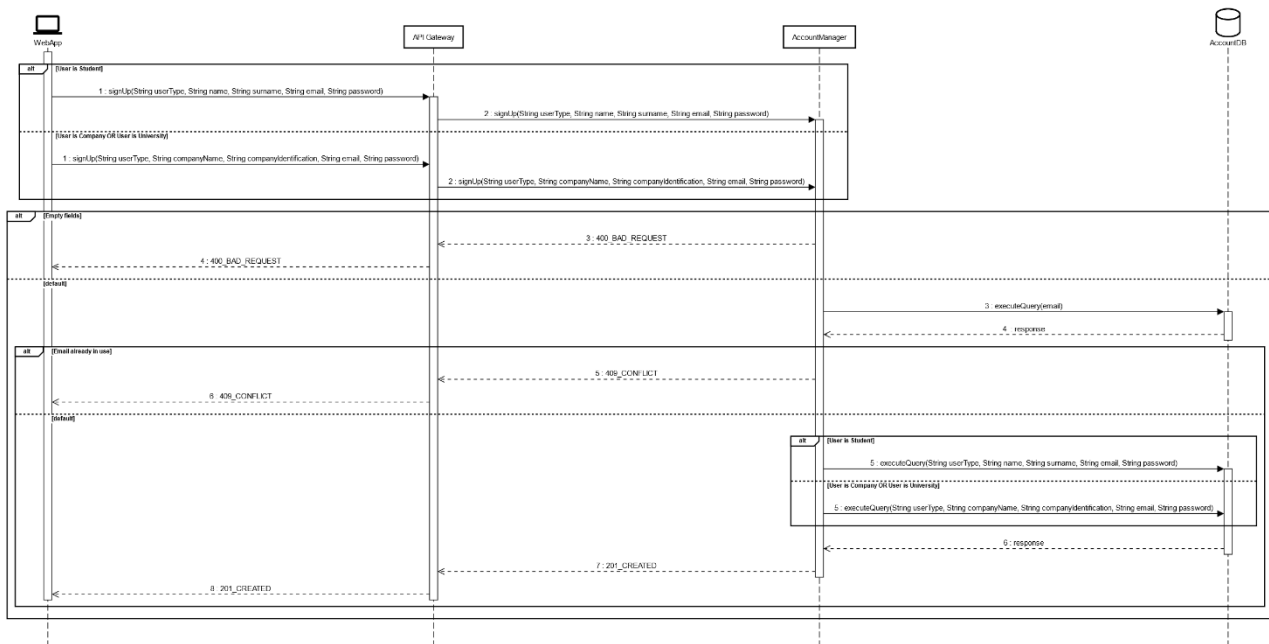 WebApp
API Gateway
AccountManager
AccountDB
alt [User is Student]
1 : signUp(String userType, String name, String surname, String email, String password)
2 : signUp(String userType, String name, String surname, String email, String password)
[User is Company OR User is University]
1 : signUp(String userType, String companyName, String companyIdentification, String email, String password)
2 : signUp(String userType, String companyName, String companyIdentification, String email, String password)
alt [Empty fields]
3 : 400_BAD_REQUEST
4 : 400_BAD_REQUEST
[default]
3 : executeQuery(email)
4 : response
alt [Email already in use]
5 : 409_CONFLICT
6 : 409_CONFLICT
[default]
alt [User is Student]
5 : executeQuery(String userType, String name, String surname, String email, String password)
[User is Company OR User is University]
5 : executeQuery(String userType, String companyName, String companyIdentification, String email, String password)
6 : response
7 : 201_CREATED
8 : 201_CREATED